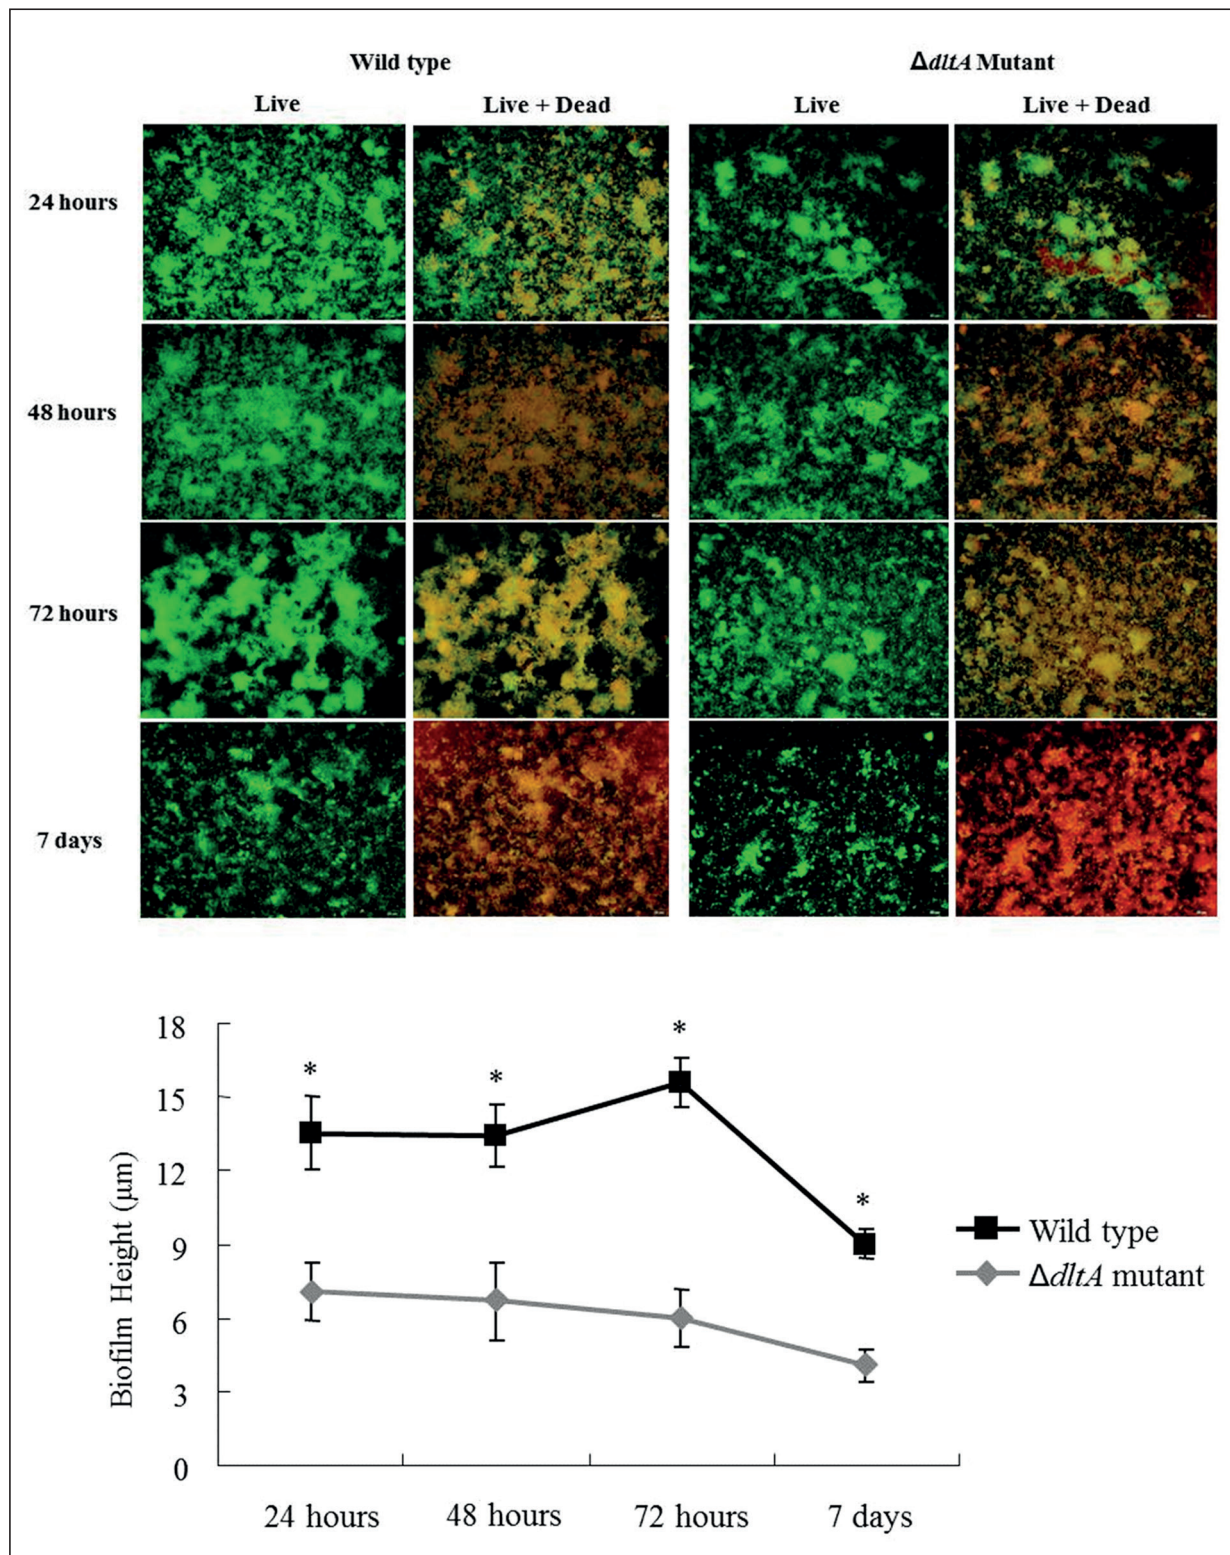 Wild type
ΔdltA Mutant
Live
Live + Dead
Live
Live + Dead
24 hours
48 hours
72 hours
7 days
18
15
12
9
6
3
0
Biofilm Height (μm)
*
*
*
*
24 hours
48 hours
72 hours
7 days
Wild type
ΔdltA mutant